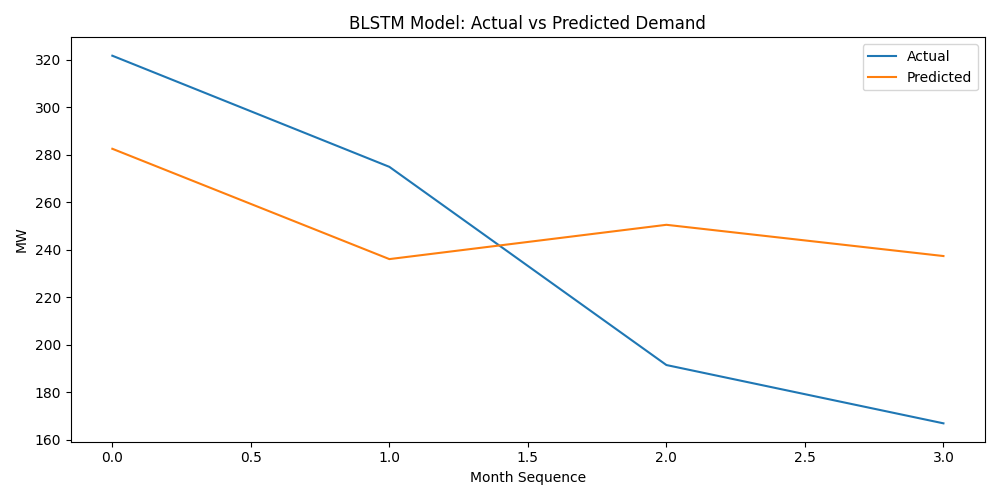 BLSTM Model: Actual vs Predicted Demand
Actual
Predicted
320
300
280
260
240
220
200
180
160
MW
0.0 0.5 1.0 1.5 2.0 2.5 3.0
Month Sequence